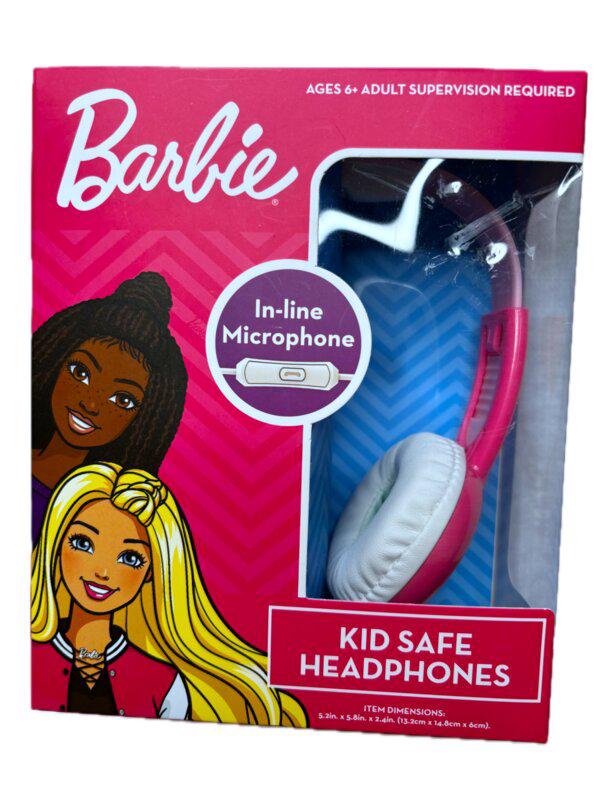 AGES 6+ ADULT SUPERVISION REQUIRED
Barbie®
In-line
Microphone
Barbie
KID SAFE
HEADPHONES
ITEM DIMENSIONS:
5.2in. x 5.8in. x 2.4in. (13.2cm x 14.8cm x 6cm).